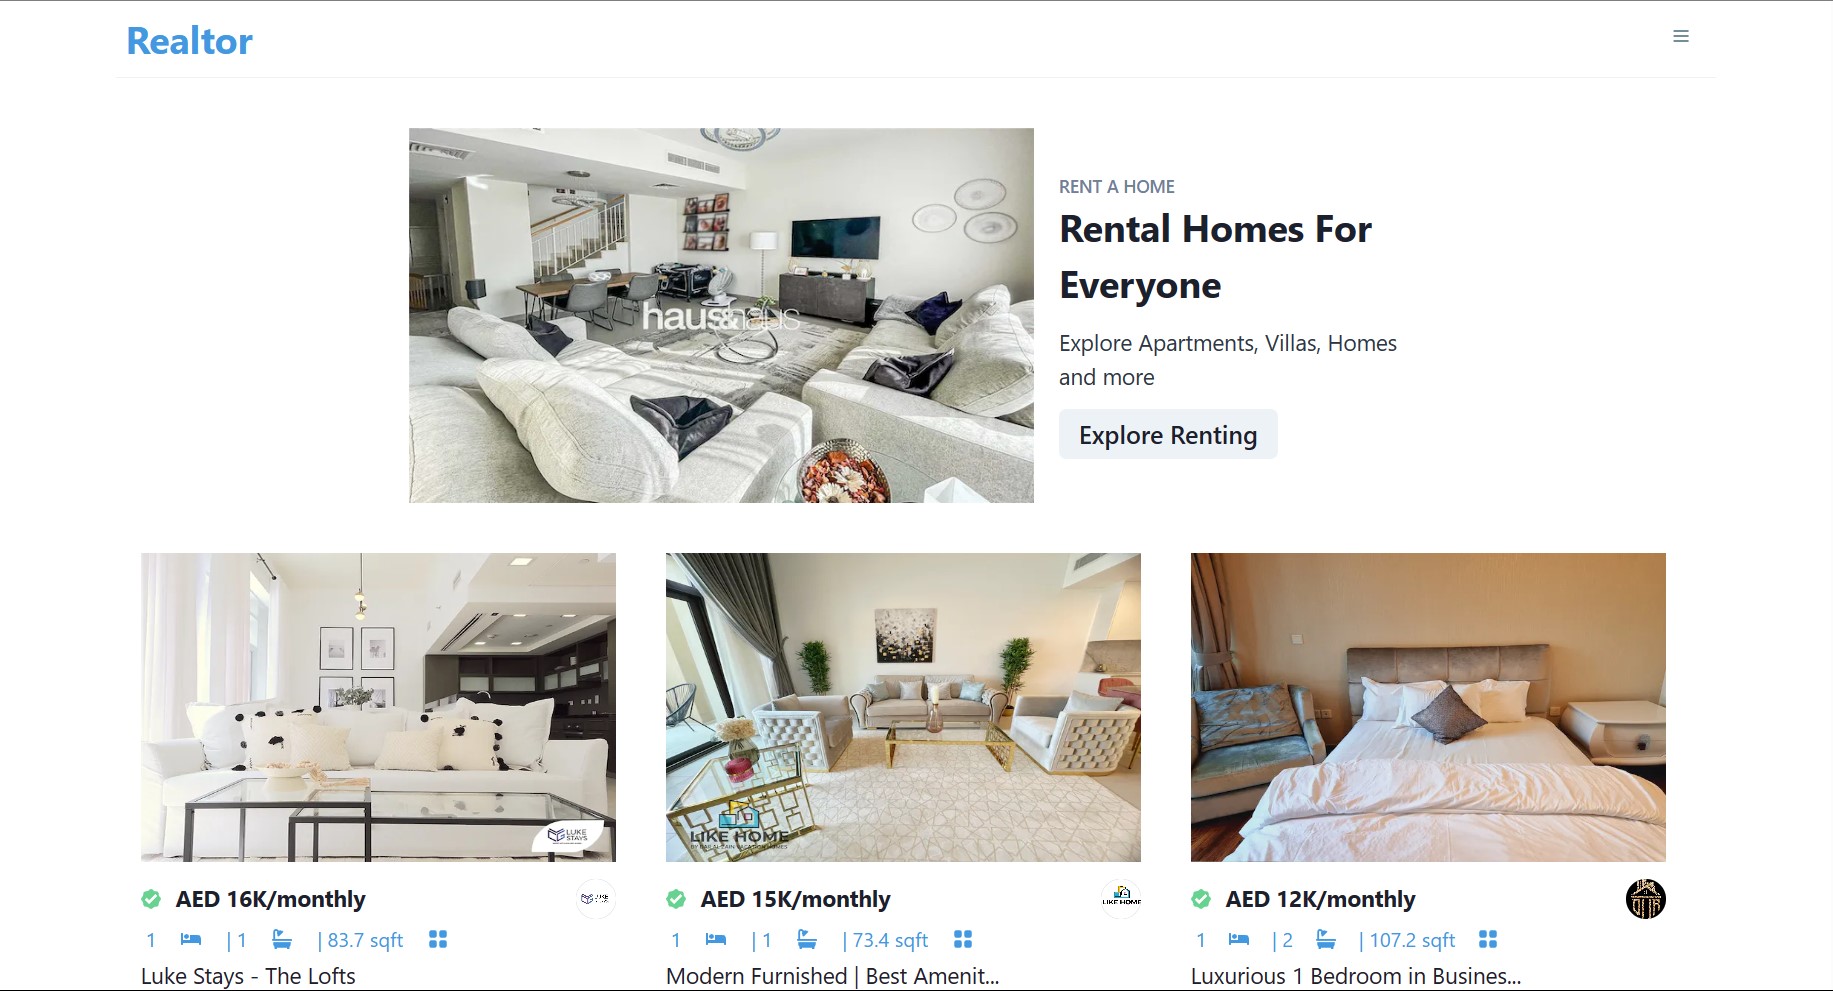 Realtor
haus&haus
RENT A HOME
Rental Homes For
Everyone
Explore Apartments, Villas, Homes
and more
Explore Renting
LUKE
STAYS
LIKE HOME
AED 16K/monthly
1 | 1 | 83.7 sqft
Luke Stays - The Lofts
AED 15K/monthly
LIKE HOME
1 | 1 | 73.4 sqft
Modern Furnished | Best Amenit...
AED 12K/monthly
1 | 2 | 107.2 sqft
Luxurious 1 Bedroom in Busines...